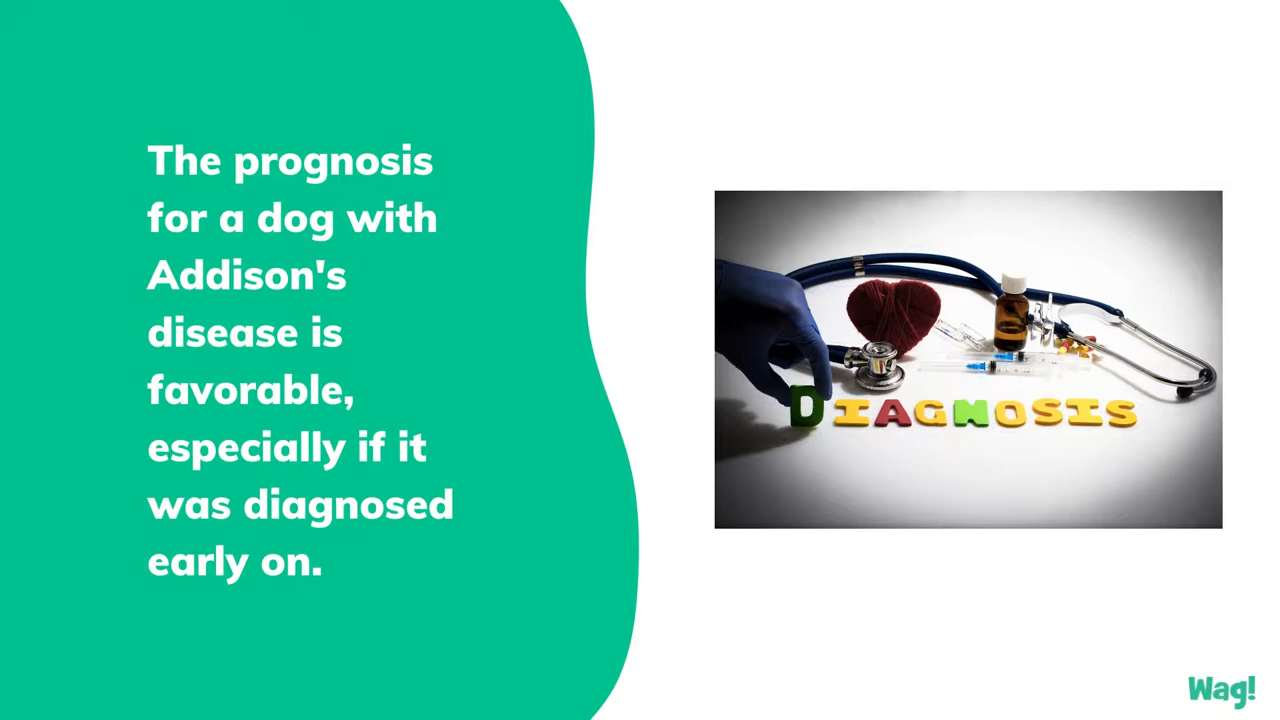 The prognosis
for a dog with
Addison's
disease is
favorable,
especially if it
was diagnosed
early on.
DIAGNOSIS
Wag!